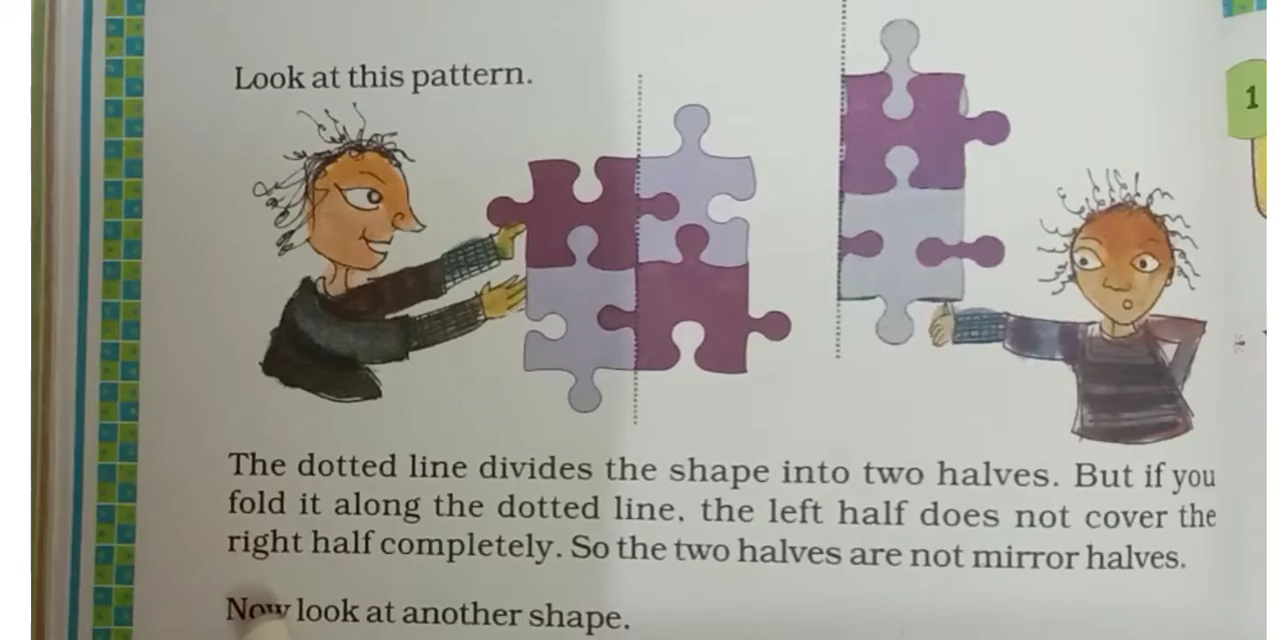 Look at this pattern.
1
The dotted line divides the shape into two halves. But if you
fold it along the dotted line, the left half does not cover the
right half completely. So the two halves are not mirror halves.
Now look at another shape.